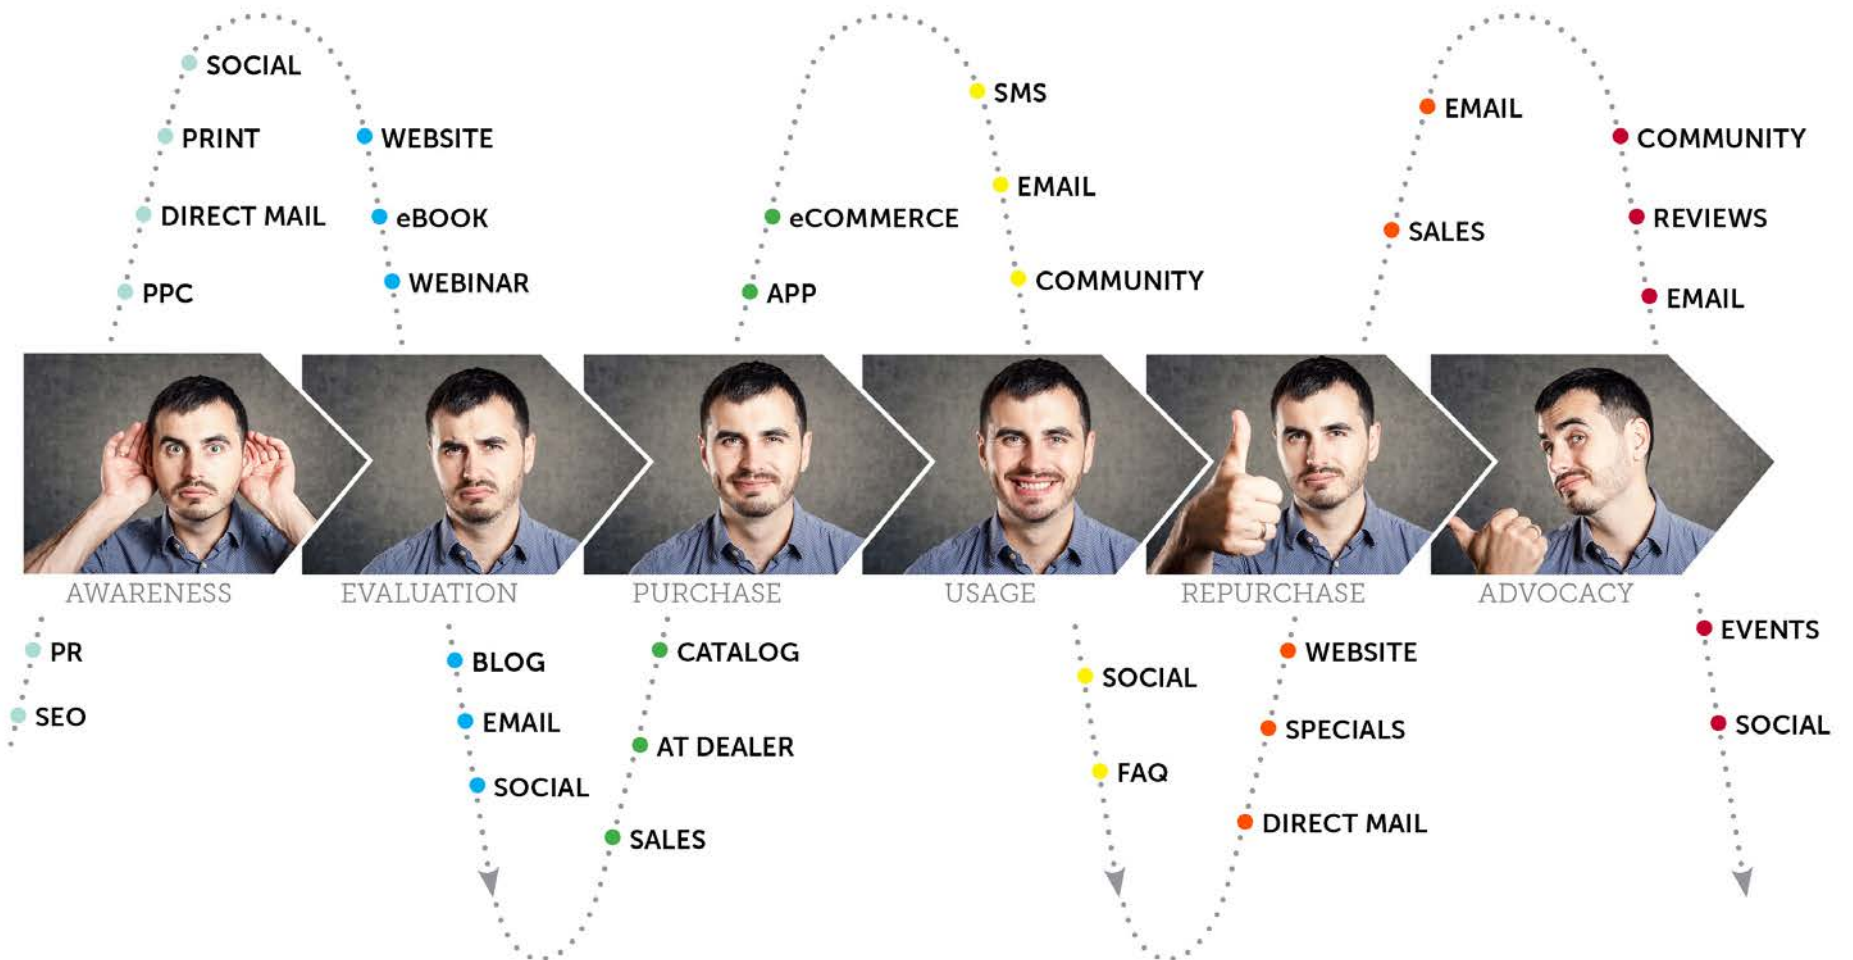 SOCIAL
PRINT
DIRECT MAIL
PPC
WEBSITE
eBOOK
WEBINAR
eCOMMERCE
APP
SMS
EMAIL
COMMUNITY
EMAIL
SALES
COMMUNITY
REVIEWS
EMAIL
AWARENESS
EVALUATION
PURCHASE
USAGE
REPURCHASE
ADVOCACY
PR
SEO
BLOG
EMAIL
SOCIAL
CATALOG
AT DEALER
SALES
SOCIAL
FAQ
WEBSITE
SPECIALS
DIRECT MAIL
EVENTS
SOCIAL